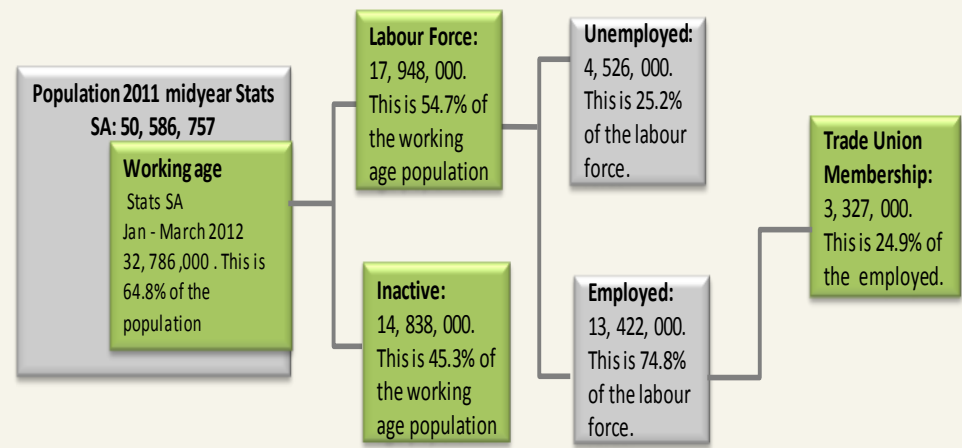 Population 2011 midyear Stats
SA: 50, 586, 757
Working age
Stats SA
Jan - March 2012
32, 786 ,000 . This is
64.8% of the
population
Labour Force:
17, 948, 000.
This is 54.7% of
the working
age population
Inactive:
14, 838, 000.
This is 45.3% of
the working
age population
Unemployed:
4, 526, 000.
This is 25.2%
of the labour
force.
Employed:
13, 422, 000.
This is 74.8%
of the labour
force.
Trade Union
Membership:
3, 327, 000.
This is 24.9% of
the employed.